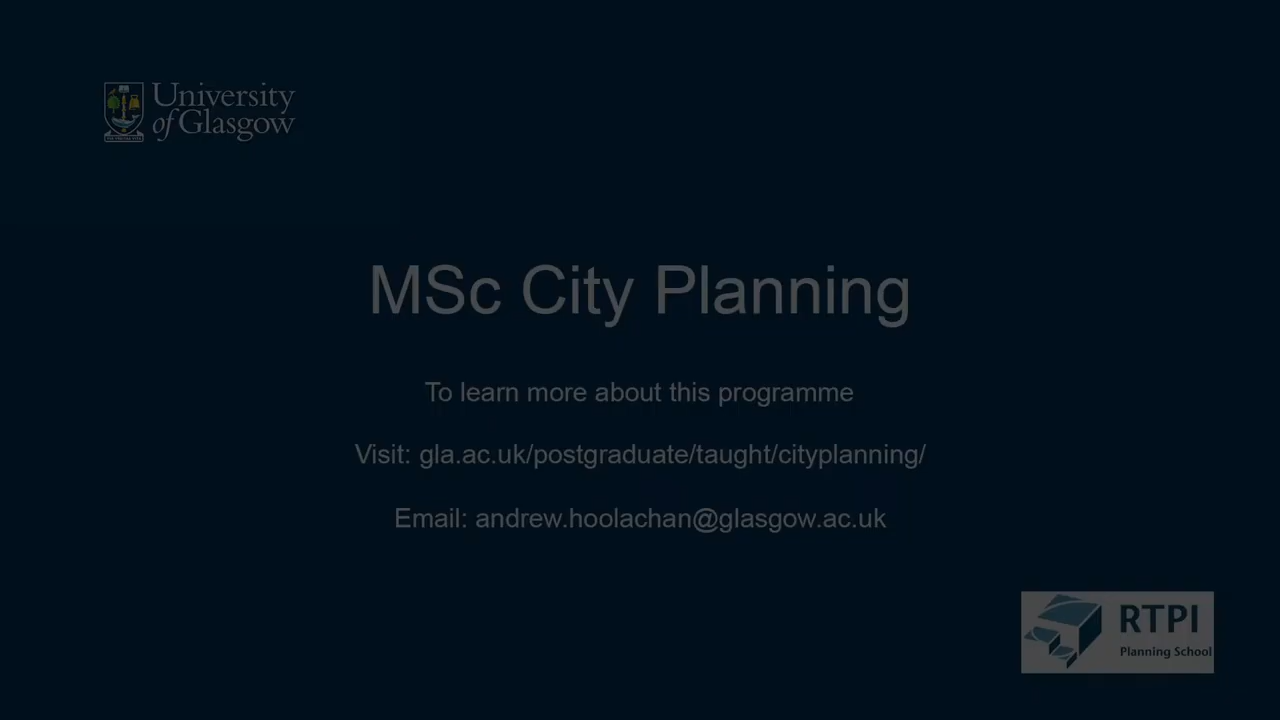 University
of Glasgow
MSc City Planning
To learn more about this programme
Visit: gla.ac.uk/postgraduate/taught/cityplanning/
Email: andrew.hoolachan@glasgow.ac.uk
RTPI
Planning School